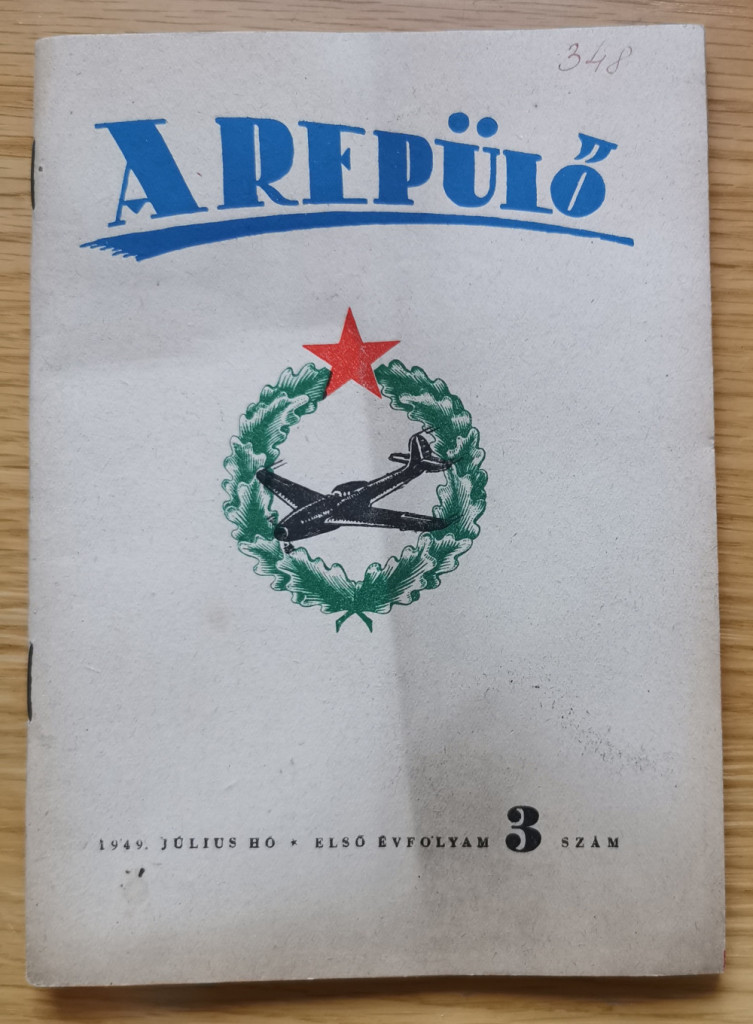 348
A REPÜLŐ
1949. JÚLIUS HÓ * ELSŐ ÉVFOLYAM 3 SZÁM